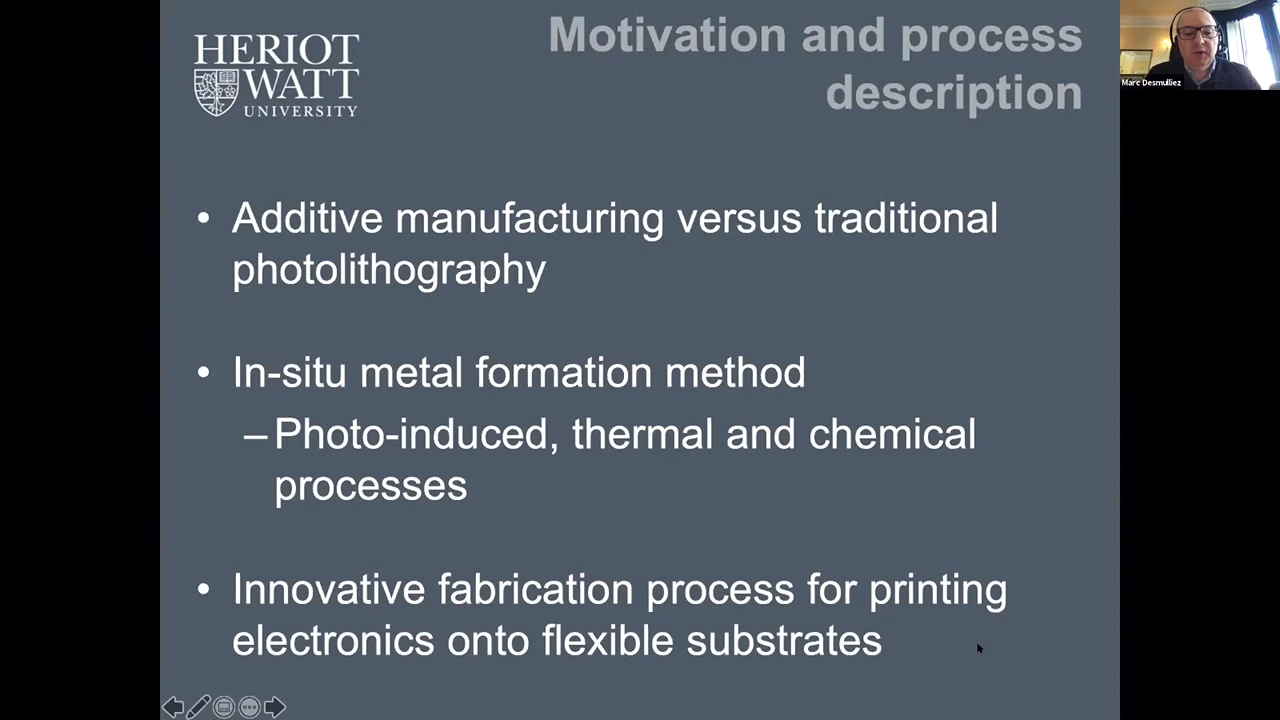 HERIOT
WATT
UNIVERSITY
Motivation and process
description
Marc Desmulliez
• Additive manufacturing versus traditional
photolithography
• In-situ metal formation method
– Photo-induced, thermal and chemical
processes
• Innovative fabrication process for printing
electronics onto flexible substrates